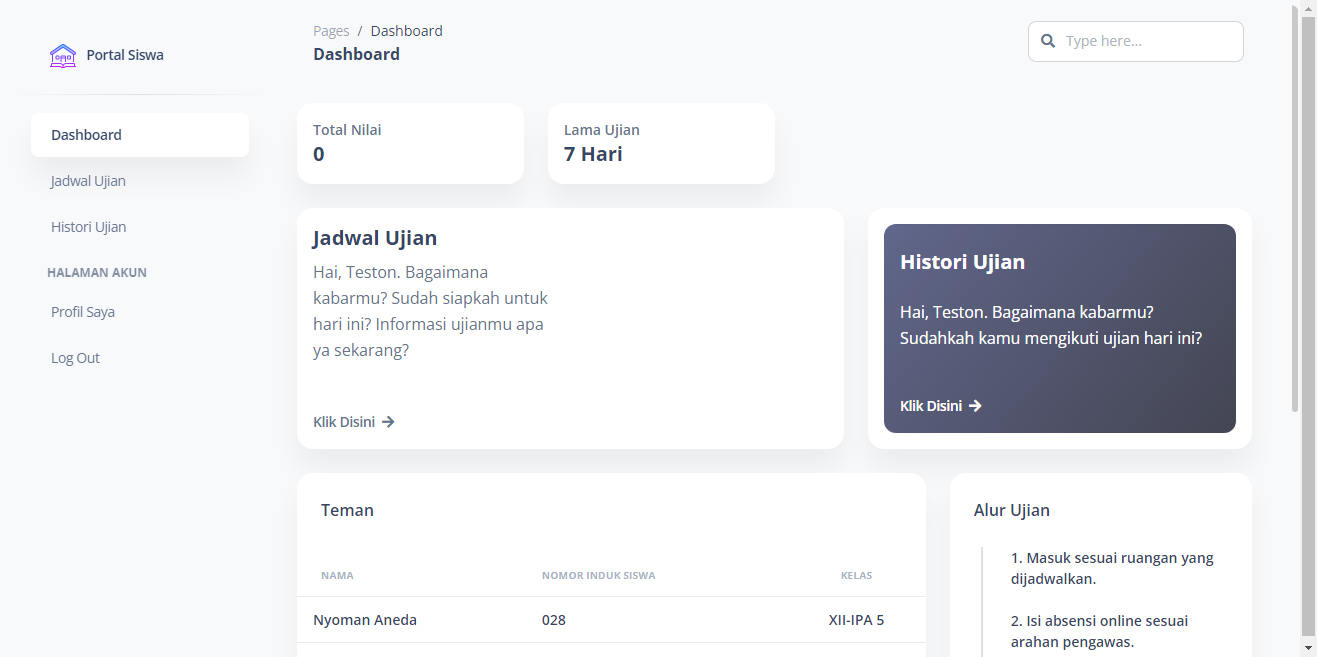 Portal Siswa
Dashboard
Jadwal Ujian
Histori Ujian
HALAMAN AKUN
Profil Saya
Log Out
Pages / Dashboard
Dashboard
Type here...
Total Nilai
0
Lama Ujian
7 Hari
Jadwal Ujian
Hai, Teston. Bagaimana
kabarmu? Sudah siapkah untuk
hari ini? Informasi ujianmu apa
ya sekarang?
Klik Disini
Histori Ujian
Hai, Teston. Bagaimana kabarmu?
Sudahkah kamu mengikuti ujian hari ini?
Klik Disini
Teman
NAMA NOMOR INDUK SISWA KELAS
Nyoman Aneda 028 XII-IPA 5
Alur Ujian
1. Masuk sesuai ruangan yang
dijadwalkan.
2. Isi absensi online sesuai
arahan pengawas.